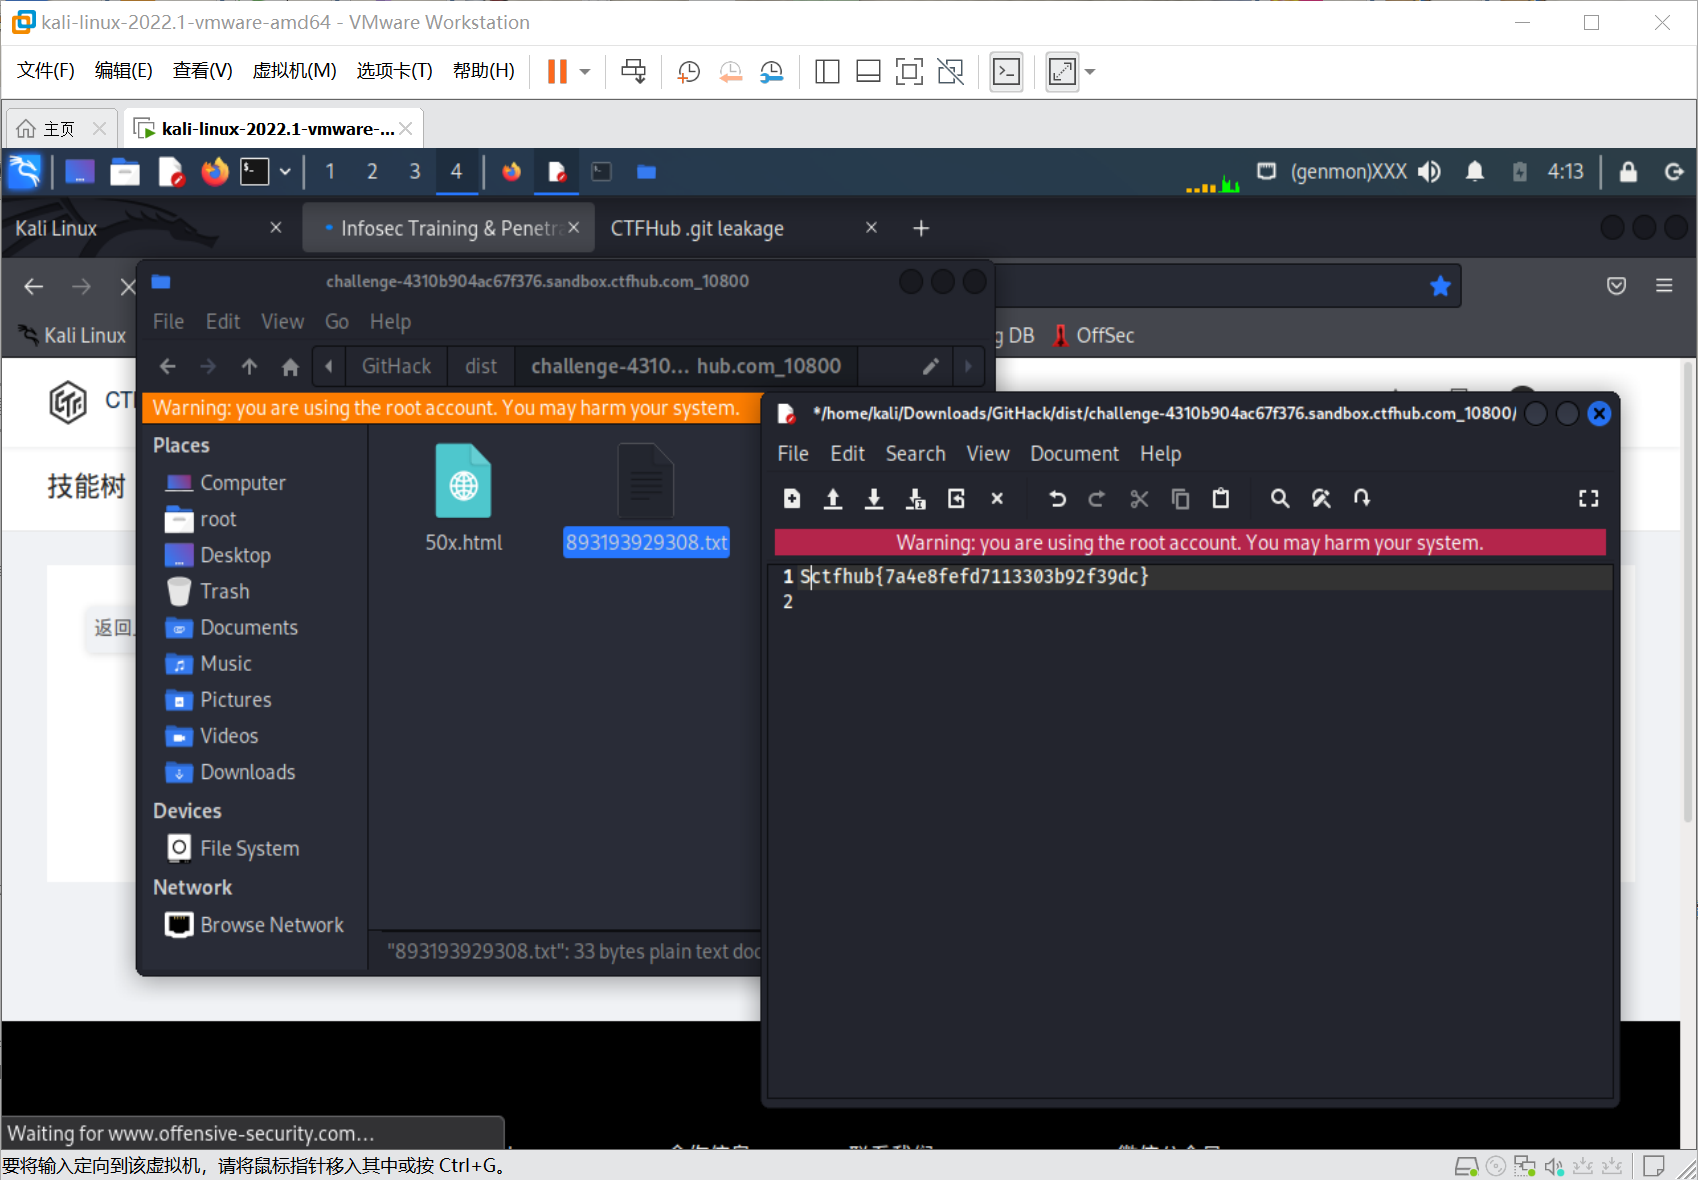 kali-linux-2022.1-vmware-amd64 - VMware Workstation
文件(F) 编辑(E) 查看(V) 虚拟机(M) 选项卡(T) 帮助(H)
主页 kali-linux-2022.1-vmware-...
1 2 3 4 (genmon)XXX 4:13
Kali Linux Infosec Training & Penetra CTFHub .git leakage
challenge-4310b904ac67f376.sandbox.ctfhub.com_10800
File Edit View Go Help
Kali Linux g DB OffSec
GitHack dist challenge-4310... hub.com_10800
CTF
Warning: you are using the root account. You may harm your system.
*/home/kali/Downloads/GitHack/dist/challenge-4310b904ac67f376.sandbox.ctfhub.com_10800/
File Edit Search View Document Help
技能树
返回
Places
Computer
root
Desktop
Trash
Documents
Music
Pictures
Videos
Downloads
Devices
File System
Network
Browse Network
50x.html 893193929308.txt
"893193929308.txt": 33 bytes plain text doc
Warning: you are using the root account. You may harm your system.
1 Sctfhub{7a4e8fefd7113303b92f39dc}
2
Waiting for www.offensive-security.com...
要将输入定向到该虚拟机，请将鼠标指针移入其中或按 Ctrl+G。